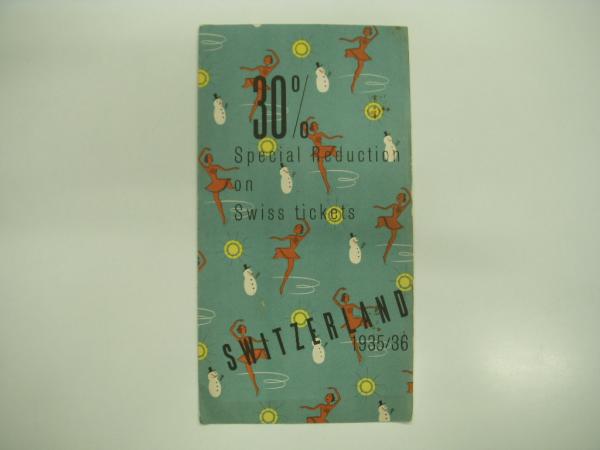 30%
Special Reduction
on
Swiss tickets
SWITZERLAND
1935/36